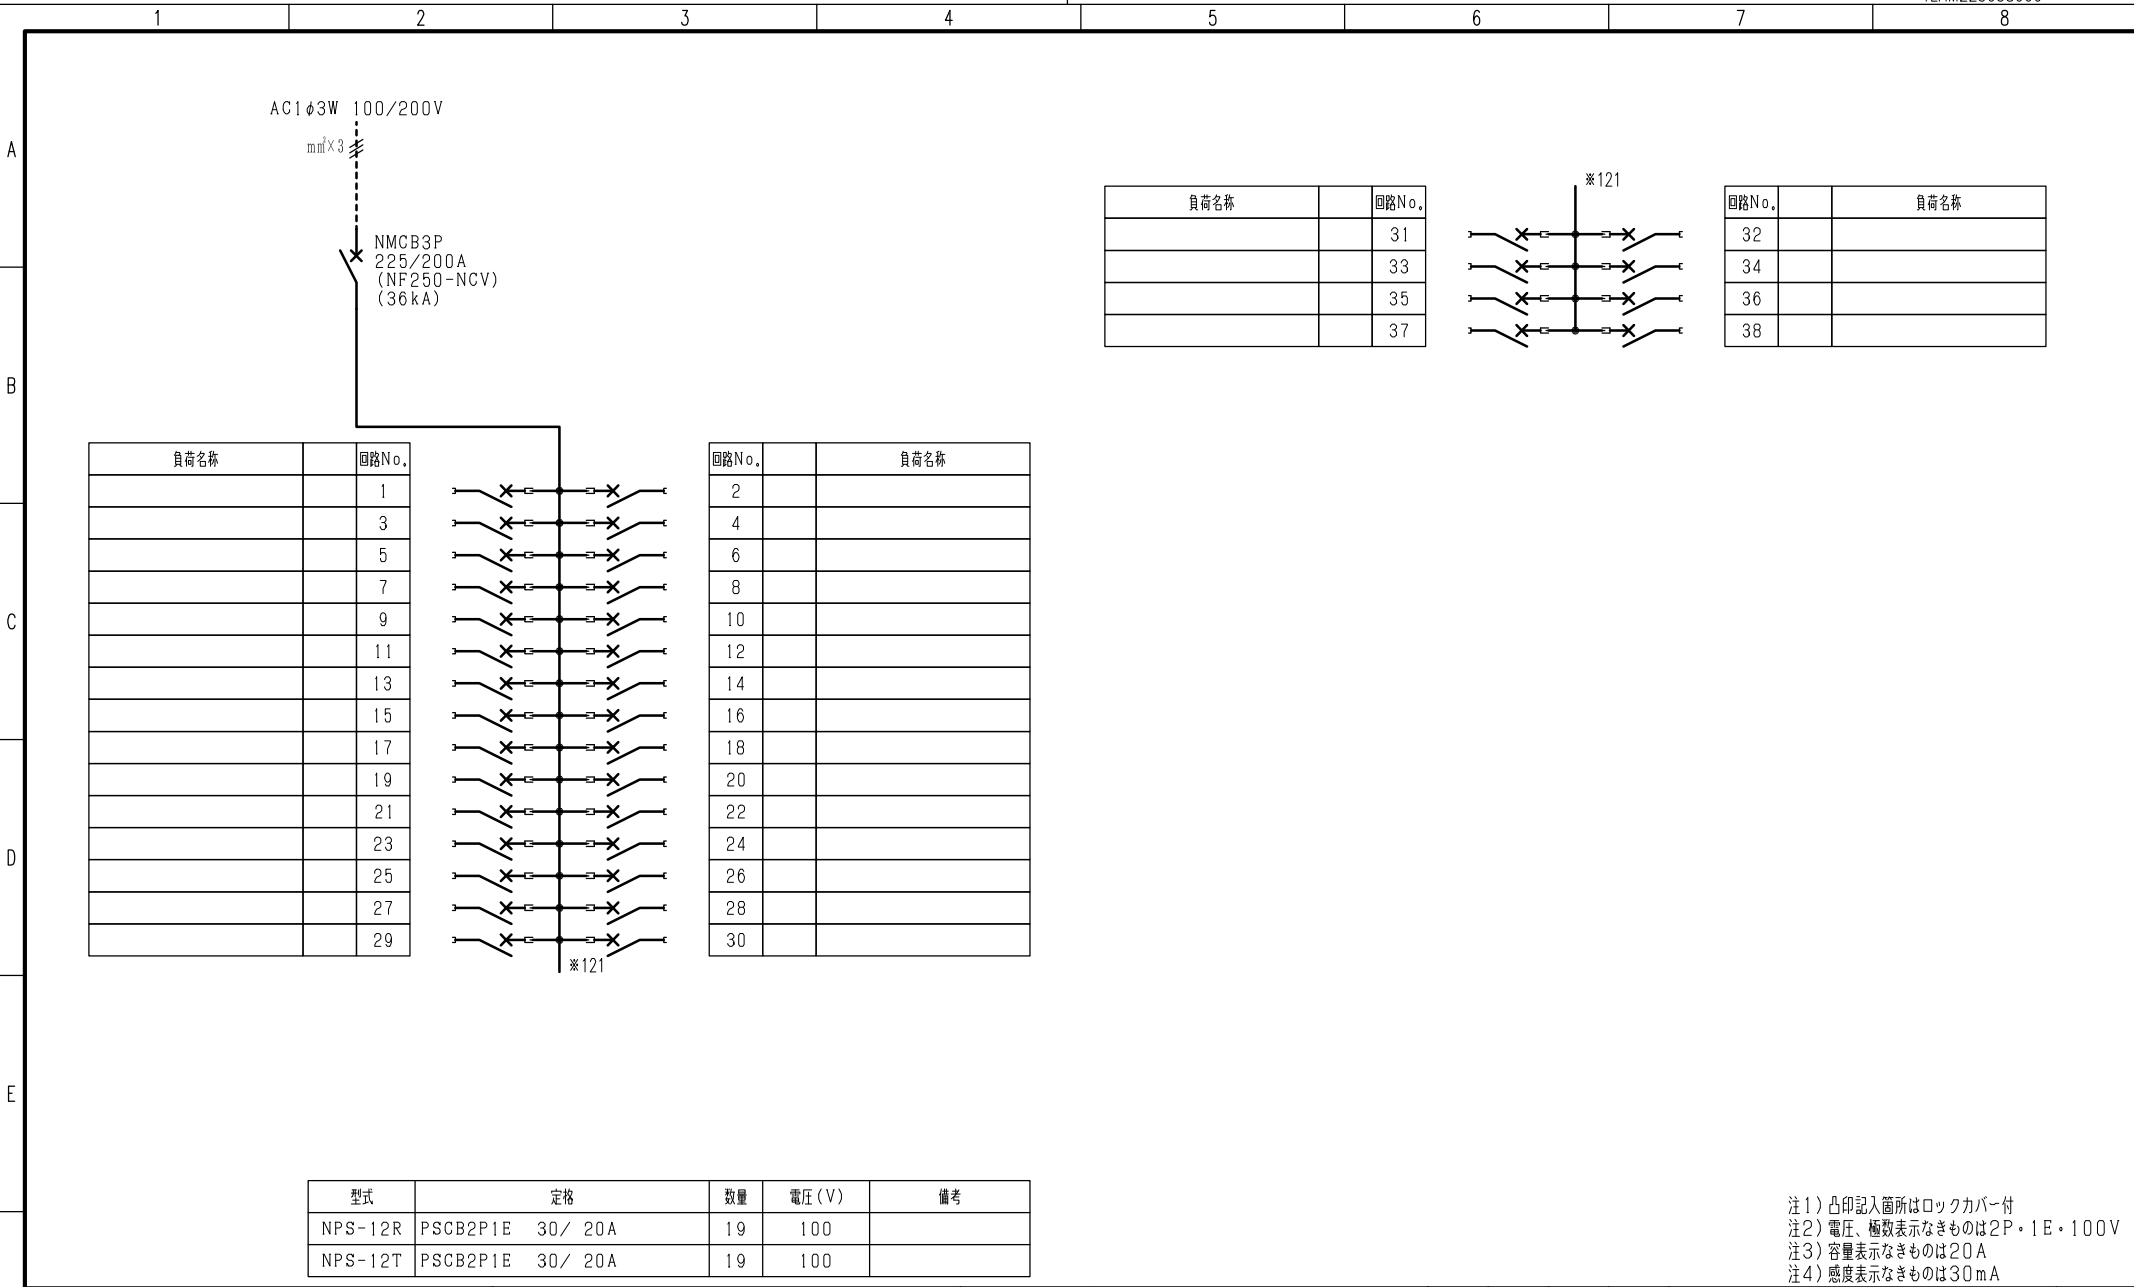 1 2 3 4 5 6 7 8
A
B
C
D
E
AC1φ3W 100/200V
mm²×3
NMCB3P
225/200A
(NF250-NCV)
(36kA)
※121
負荷名称 回路No. 回路No. 負荷名称
31 32
33 34
35 36
37 38
負荷名称 回路No. 回路No. 負荷名称
1 2
3 4
5 6
7 8
9 10
11 12
13 14
15 16
17 18
19 20
21 22
23 24
25 26
27 28
29 30
※121
型式 定格 数量 電圧(V) 備考
NPS-12R PSCB2P1E 30/ 20A 19 100
NPS-12T PSCB2P1E 30/ 20A 19 100
注1)凸印記入箇所はロックカバー付
注2)電圧、極数表示なきものは2P・1E・100V
注3)容量表示なきものは20A
注4)感度表示なきものは30mA